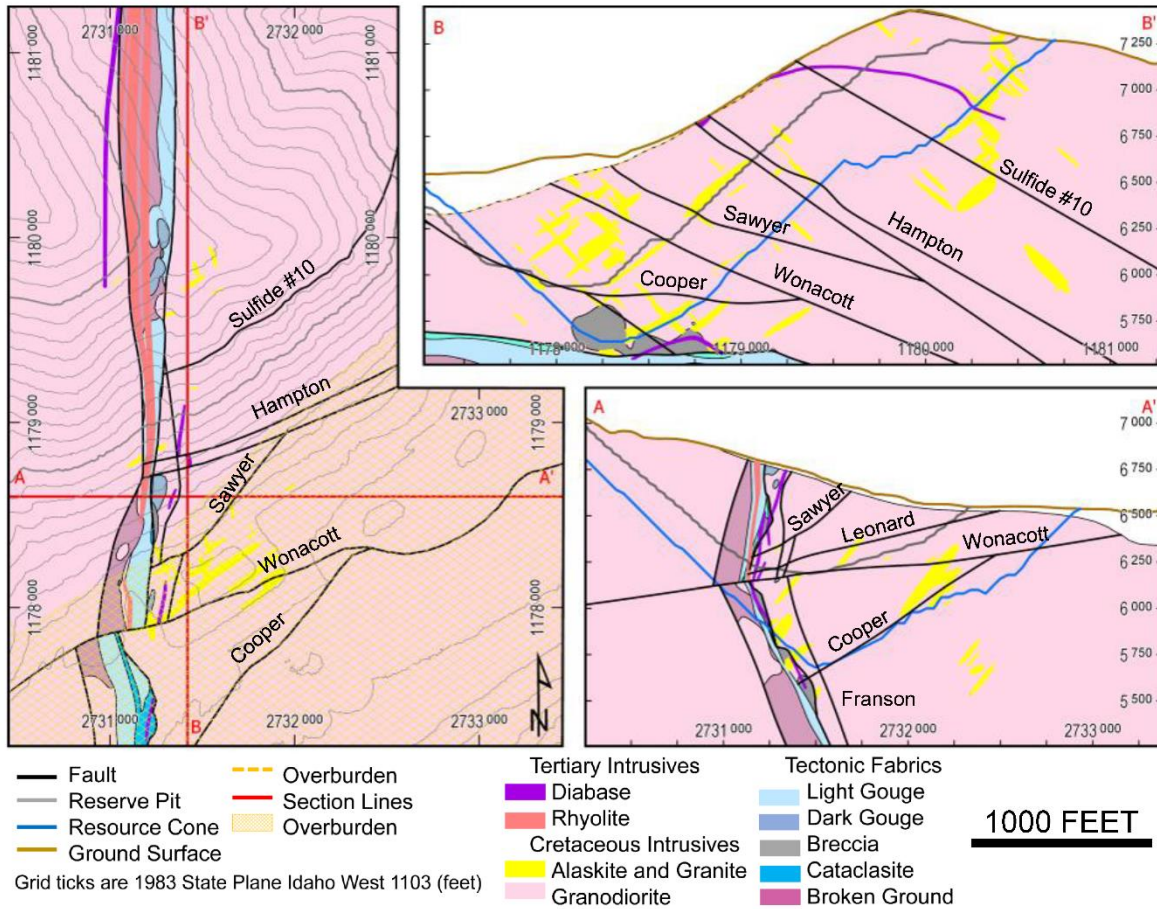 2731 000
B'
2732 000
1181 000
1181 000
1180 000
1180 000
Sulfide #10
Hampton
2733 000
1179 000
1179 000
Sawyer
A
A'
Wonacott
1178 000
1178 000
Cooper
N
2731 000
B
2732 000
2733 000
B
B'
7 250
7 000
6 750
6 500
6 250
6 000
5 750
Sulfide #10
Hampton
Sawyer
Cooper
Wonacott
1178 000
1179 000
1180 000
1181 000
A
A'
7 000
6 750
6 500
6 250
6 000
5 750
5 500
Sawyer
Leonard
Wonacott
Cooper
Franson
2731 000
2732 000
2733 000
Fault
Reserve Pit
Resource Cone
Ground Surface
Overburden
Section Lines
Overburden
Grid ticks are 1983 State Plane Idaho West 1103 (feet)
Tertiary Intrusives
Diabase
Rhyolite
Cretaceous Intrusives
Alaskite and Granite
Granodiorite
Tectonic Fabrics
Light Gouge
Dark Gouge
Breccia
Cataclasite
Broken Ground
1000 FEET